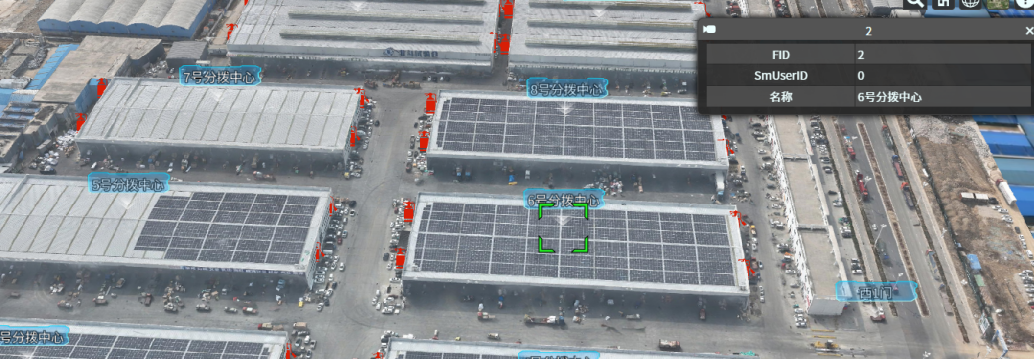 2
FID 2
SmUserID 0
名称 6号分拨中心
7号分拨中心
8号分拨中心
5号分拨中心
6号分拨中心
西1门
号分拨中心